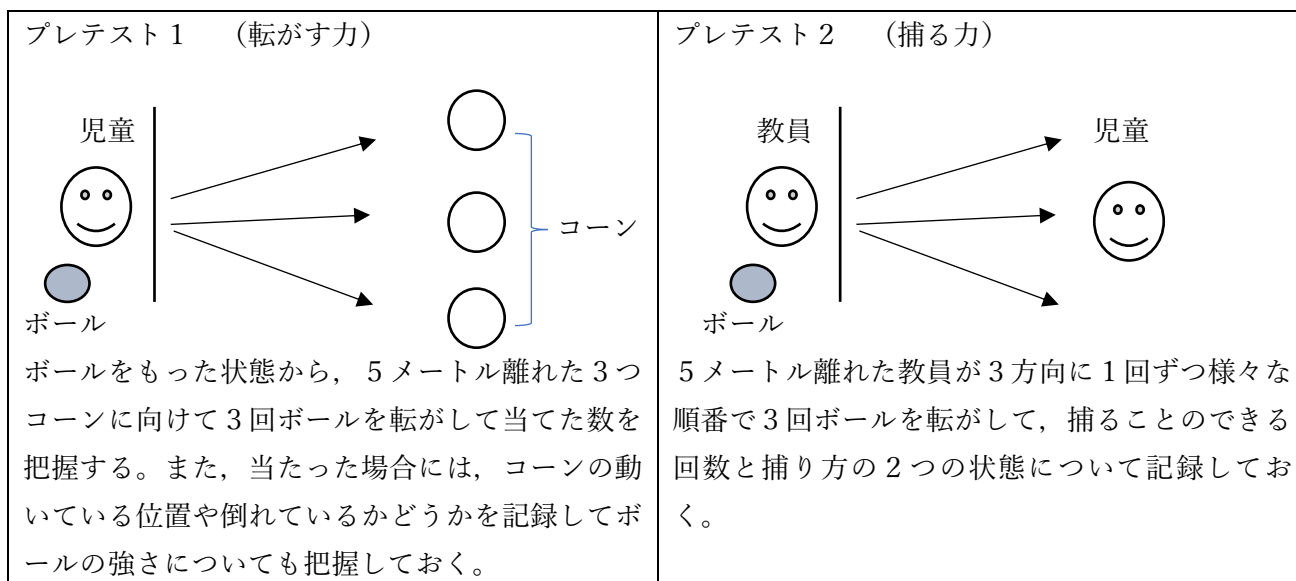 プレテスト１　（転がす力）
児童
コーン
ボール
ボールをもった状態から，５メートル離れた３つ
コーンに向けて３回ボールを転がして当てた数を
把握する。また，当たった場合には，コーンの動
いている位置や倒れているかどうかを記録してボ
ールの強さについても把握しておく。
プレテスト２　（捕る力）
教員
児童
ボール
５メートル離れた教員が３方向に１回ずつ様々な
順番で３回ボールを転がして，捕ることのできる
回数と捕り方の２つの状態について記録してお
く。